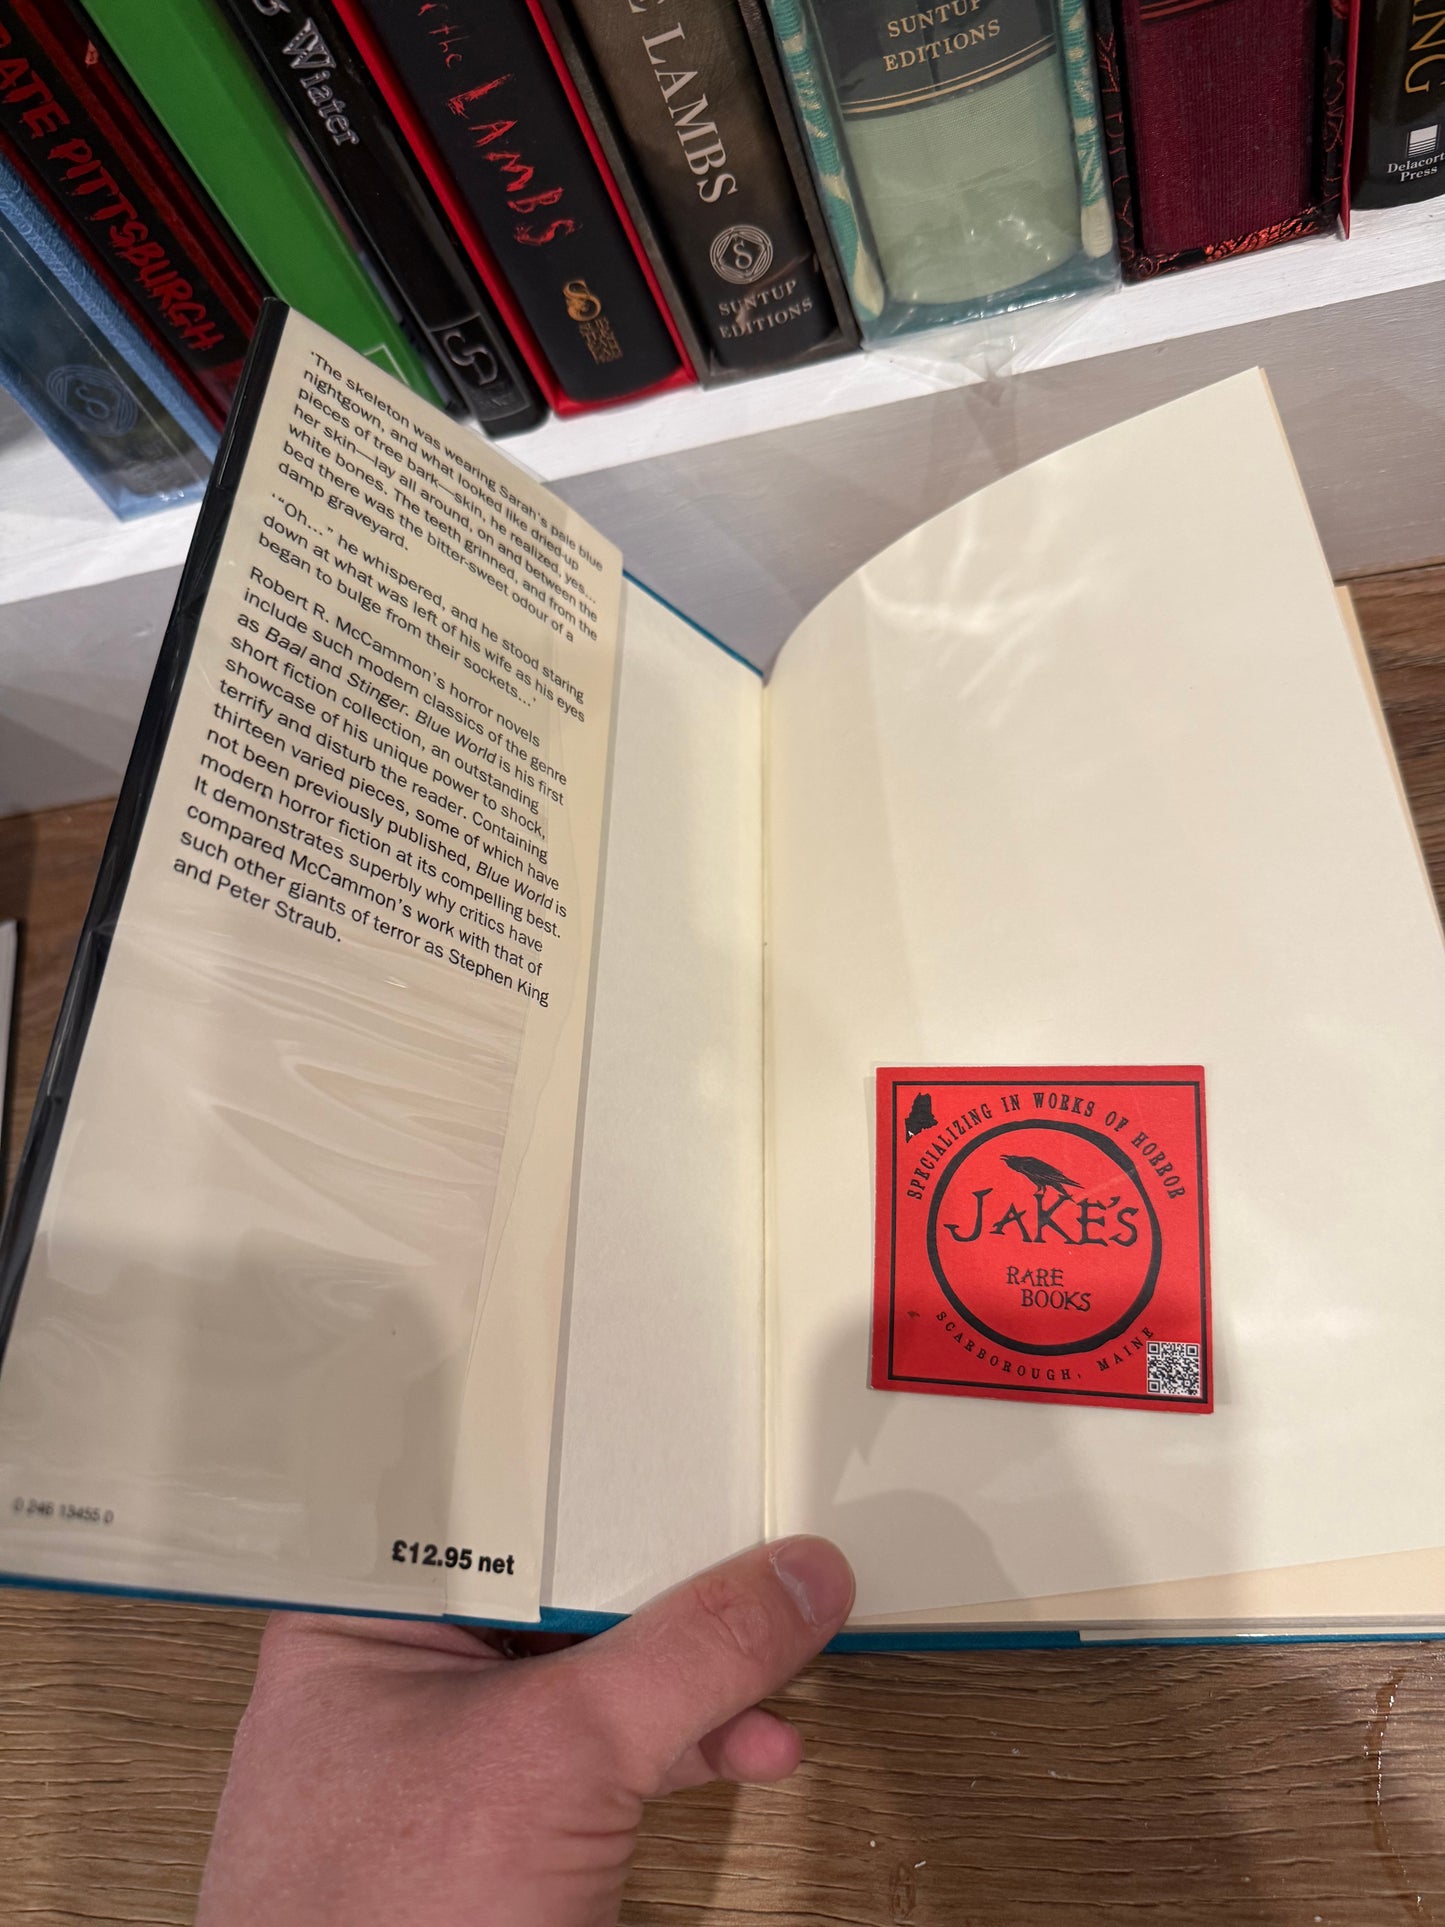 ATE PITTSBURGH
& Wiater
the LAMBS
E LAMBS
SUNTUP
EDITIONS
SUNTUP
EDITIONS
ING
Delacort
Press
'The skeleton was wearing Sarah's pale blue
nightgown, and what looked like dried-up
pieces of tree bark—skin, he realized, yes...
her skin—lay all around, on and between the
white bones. The teeth grinned, and from the
bed there was the bitter-sweet odour of a
damp graveyard.
'"Oh..." he whispered, and he stood staring
down at what was left of his wife as his eyes
began to bulge from their sockets...'
Robert R. McCammon's horror novels
include such modern classics of the genre
as Baal and Stinger. Blue World is his first
short fiction collection, an outstanding
showcase of his unique power to shock,
terrify and disturb the reader. Containing
thirteen varied pieces, some of which have
not been previously published, Blue World is
modern horror fiction at its compelling best.
It demonstrates superbly why critics have
compared McCammon's work with that of
such other giants of terror as Stephen King
and Peter Straub.
0 246 13455 0
£12.95 net
SPECIALIZING IN WORKS OF HORROR
JAKE'S
RARE
BOOKS
SCARBOROUGH, MAINE